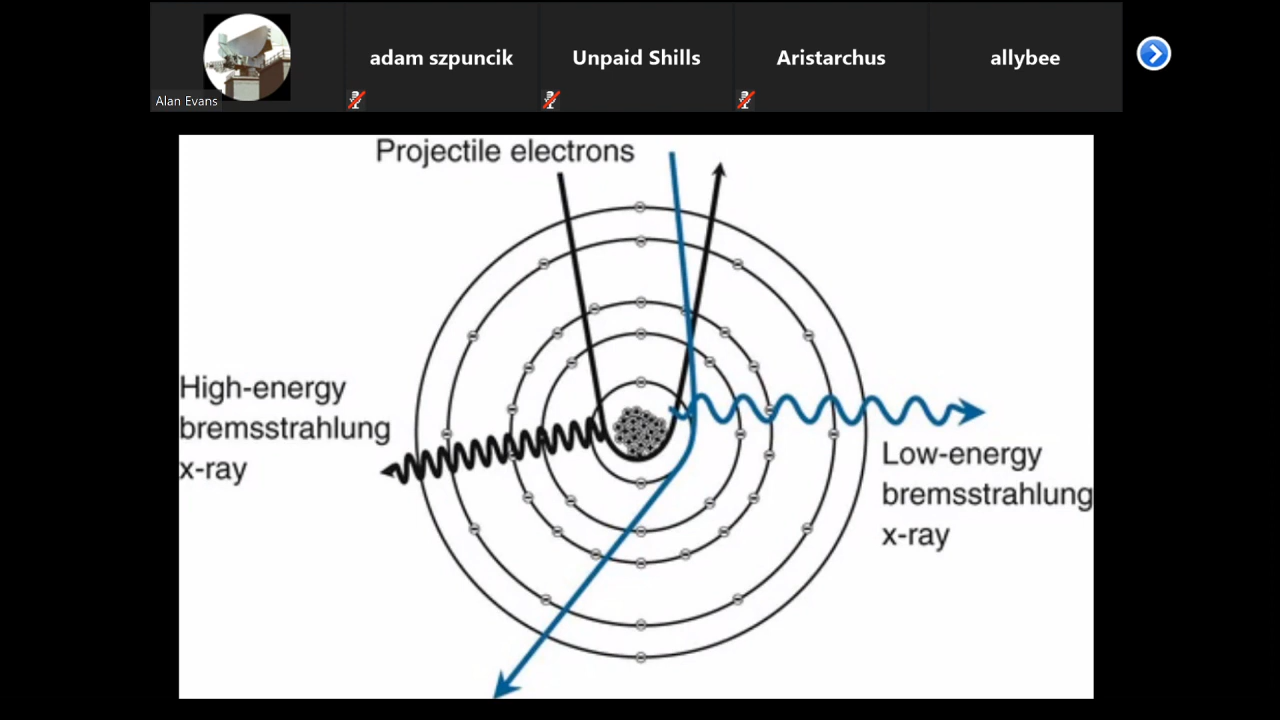 Alan Evans
adam szpuncik
Unpaid Shills
Aristarchus
allybee
Projectile electrons
High-energy
bremsstrahlung
x-ray
Low-energy
bremsstrahlung
x-ray